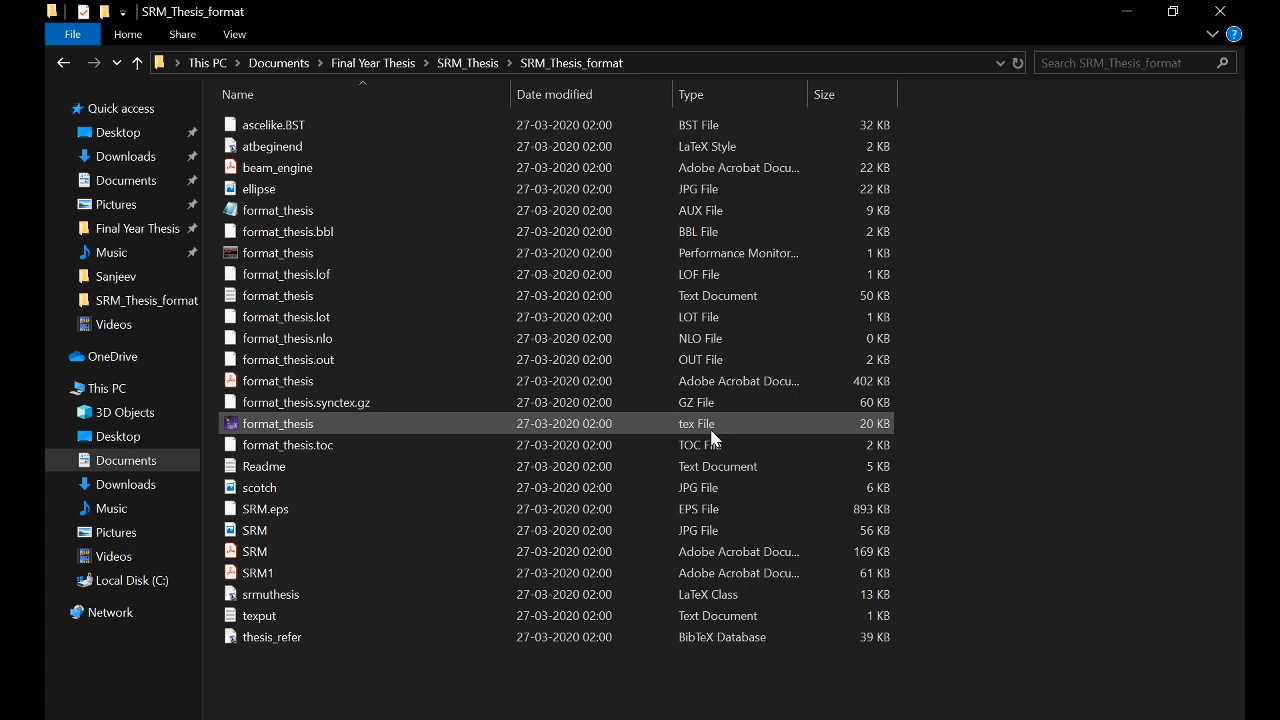 SRM_Thesis_format
File Home Share View
This PC Documents Final Year Thesis SRM_Thesis SRM_Thesis_format Search SRM_Thesis_format
Quick access
Desktop
Downloads
Documents
Pictures
Final Year Thesis
Music
Sanjeev
SRM_Thesis_format
Videos
OneDrive
This PC
3D Objects
Desktop
Documents
Downloads
Music
Pictures
Videos
Local Disk (C:)
Network
Name Date modified Type Size
ascelike.BST 27-03-2020 02:00 BST File 32 KB
atbeginend 27-03-2020 02:00 LaTeX Style 2 KB
beam_engine 27-03-2020 02:00 Adobe Acrobat Docu... 22 KB
ellipse 27-03-2020 02:00 JPG File 22 KB
format_thesis 27-03-2020 02:00 AUX File 9 KB
format_thesis.bbl 27-03-2020 02:00 BBL File 2 KB
format_thesis 27-03-2020 02:00 Performance Monitor... 1 KB
format_thesis.lof 27-03-2020 02:00 LOF File 1 KB
format_thesis 27-03-2020 02:00 Text Document 50 KB
format_thesis.lot 27-03-2020 02:00 LOT File 1 KB
format_thesis.nlo 27-03-2020 02:00 NLO File 0 KB
format_thesis.out 27-03-2020 02:00 OUT File 2 KB
format_thesis 27-03-2020 02:00 Adobe Acrobat Docu... 402 KB
format_thesis.synctex.gz 27-03-2020 02:00 GZ File 60 KB
format_thesis 27-03-2020 02:00 tex File 20 KB
format_thesis.toc 27-03-2020 02:00 TOC File 2 KB
Readme 27-03-2020 02:00 Text Document 5 KB
scotch 27-03-2020 02:00 JPG File 6 KB
SRM.eps 27-03-2020 02:00 EPS File 893 KB
SRM 27-03-2020 02:00 JPG File 56 KB
SRM 27-03-2020 02:00 Adobe Acrobat Docu... 169 KB
SRM1 27-03-2020 02:00 Adobe Acrobat Docu... 61 KB
srmuthesis 27-03-2020 02:00 LaTeX Class 13 KB
texput 27-03-2020 02:00 Text Document 1 KB
thesis_refer 27-03-2020 02:00 BibTeX Database 39 KB